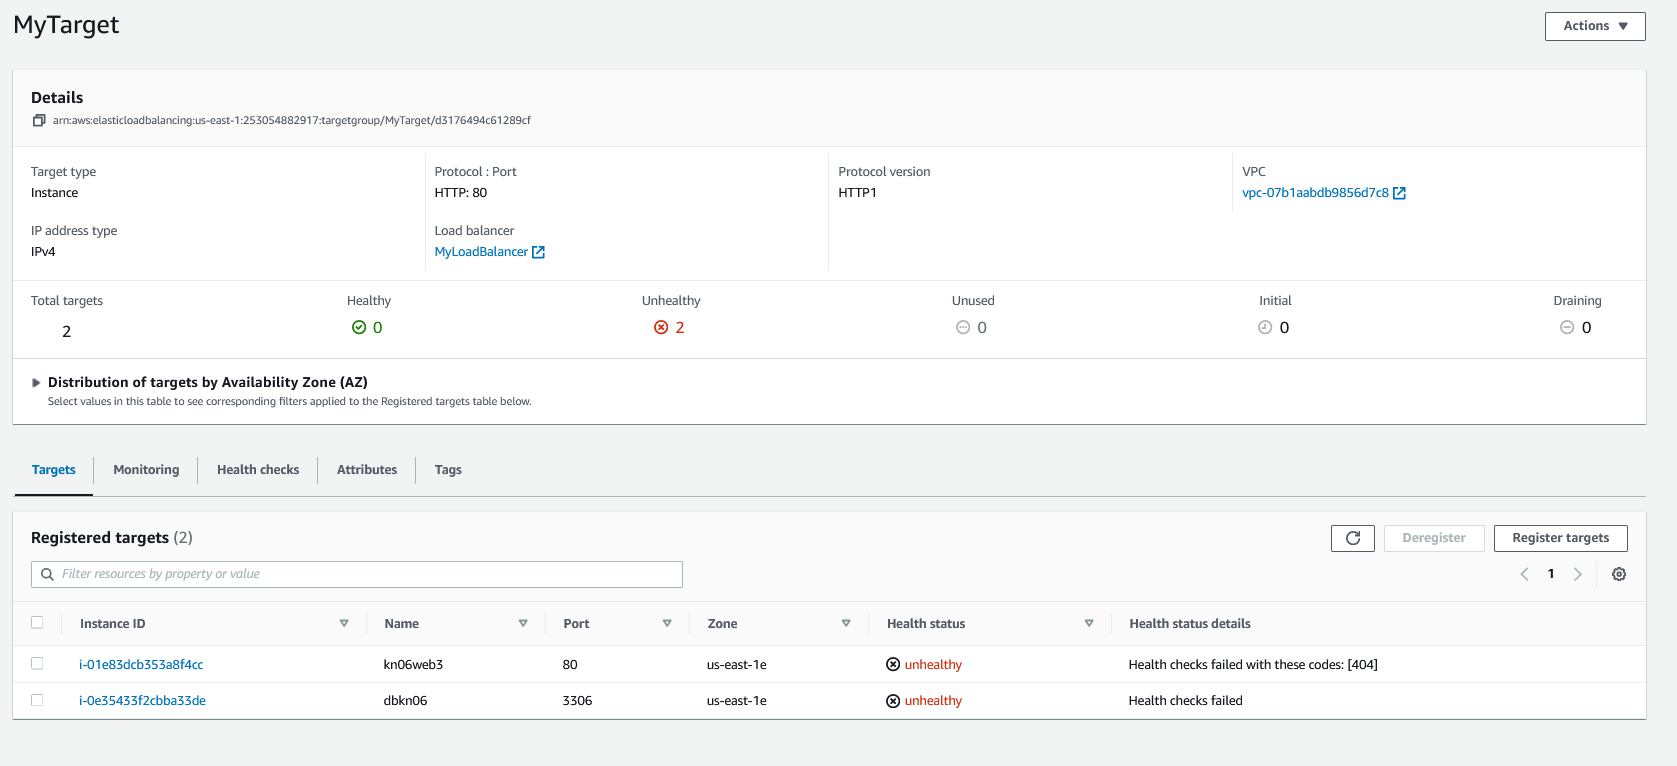 MyTarget
Actions
Details
arn:aws:elasticloadbalancing:us-east-1:253054882917:targetgroup/MyTarget/d3176494c61289cf
Target type
Instance
Protocol : Port
HTTP: 80
Protocol version
HTTP1
VPC
vpc-07b1aabdb9856d7c8
IP address type
IPv4
Load balancer
MyLoadBalancer
Total targets
2
Healthy
0
Unhealthy
2
Unused
0
Initial
0
Draining
0
Distribution of targets by Availability Zone (AZ)
Select values in this table to see corresponding filters applied to the Registered targets table below.
Targets
Monitoring
Health checks
Attributes
Tags
Registered targets (2)
Deregister
Register targets
Filter resources by property or value
1
Instance ID Name Port Zone Health status Health status details
i-01e83dcb353a8f4cc kn06web3 80 us-east-1e unhealthy Health checks failed with these codes: [404]
i-0e35433f2cbba33de dbkn06 3306 us-east-1e unhealthy Health checks failed